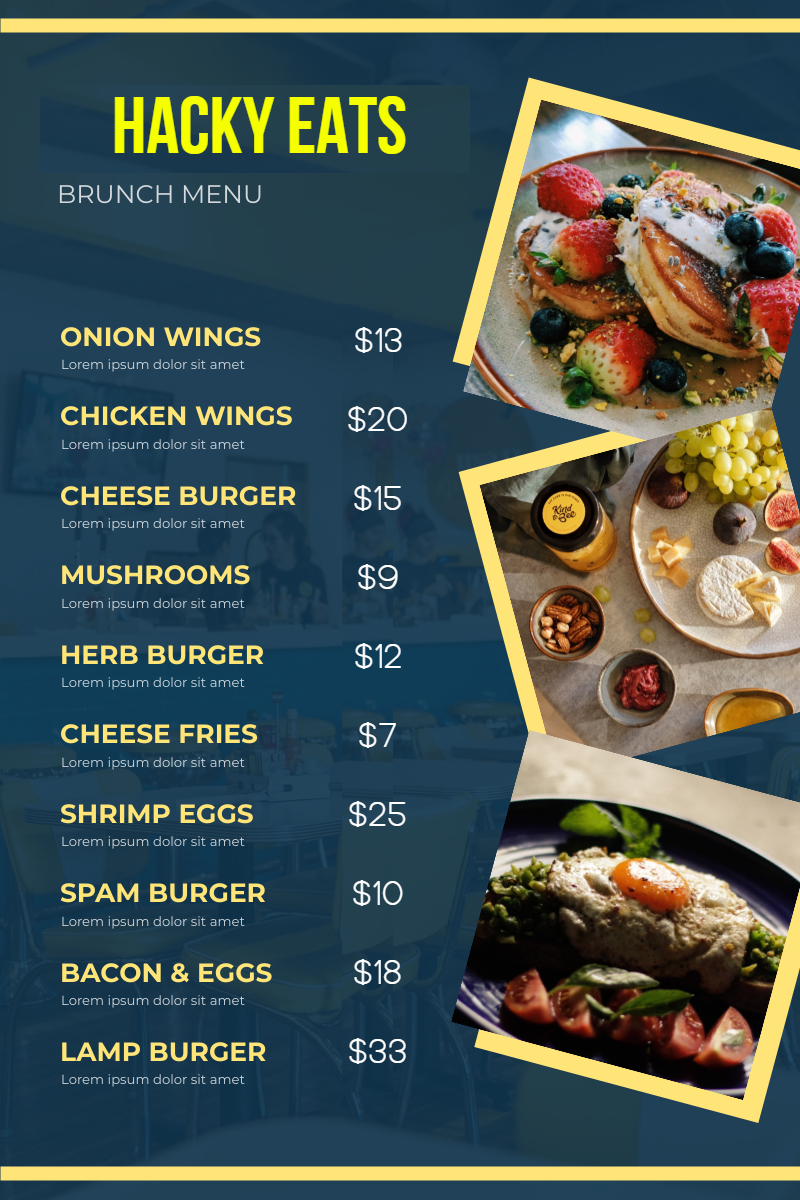 HACKY EATS
BRUNCH MENU
ONION WINGS $13
Lorem ipsum dolor sit amet
CHICKEN WINGS $20
Lorem ipsum dolor sit amet
CHEESE BURGER $15
Lorem ipsum dolor sit amet
MUSHROOMS $9
Lorem ipsum dolor sit amet
HERB BURGER $12
Lorem ipsum dolor sit amet
CHEESE FRIES $7
Lorem ipsum dolor sit amet
SHRIMP EGGS $25
Lorem ipsum dolor sit amet
SPAM BURGER $10
Lorem ipsum dolor sit amet
BACON & EGGS $18
Lorem ipsum dolor sit amet
LAMP BURGER $33
Lorem ipsum dolor sit amet
Kind
Bee